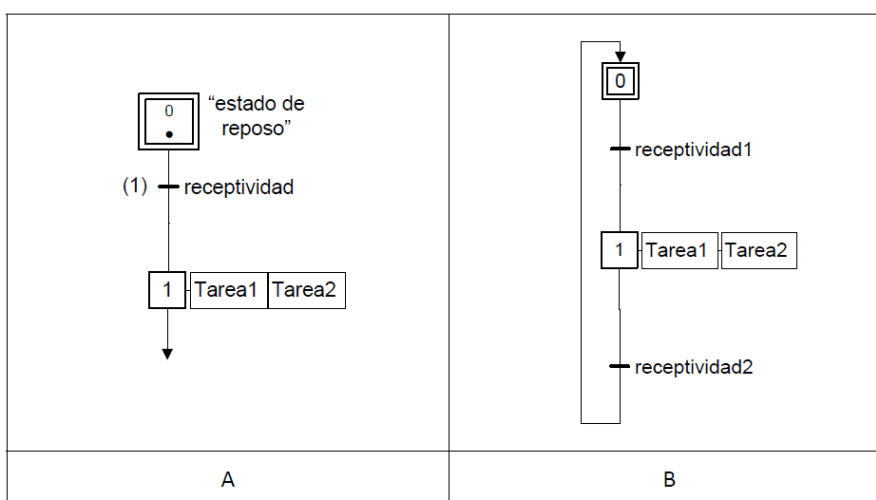 0
"estado de
reposo"
(1) receptividad
1 Tarea1 Tarea2
A
0
receptividad1
1 Tarea1 Tarea2
receptividad2
B